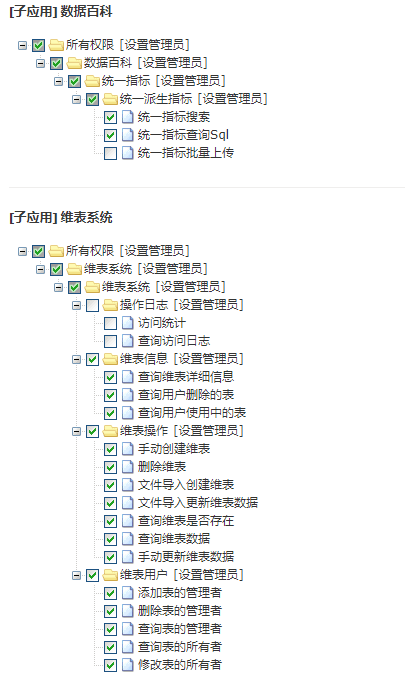 [子应用] 数据百科
所有权限 [设置管理员]
数据百科 [设置管理员]
统一指标 [设置管理员]
统一派生指标 [设置管理员]
统一指标搜索
统一指标查询Sql
统一指标批量上传
[子应用] 维表系统
所有权限 [设置管理员]
维表系统 [设置管理员]
维表系统 [设置管理员]
操作日志 [设置管理员]
访问统计
查询访问日志
维表信息 [设置管理员]
查询维表详细信息
查询用户删除的表
查询用户使用中的表
维表操作 [设置管理员]
手动创建维表
删除维表
文件导入创建维表
文件导入更新维表数据
查询维表是否存在
查询维表数据
手动更新维表数据
维表用户 [设置管理员]
添加表的管理者
删除表的管理者
查询表的管理者
查询表的所有者
修改表的所有者